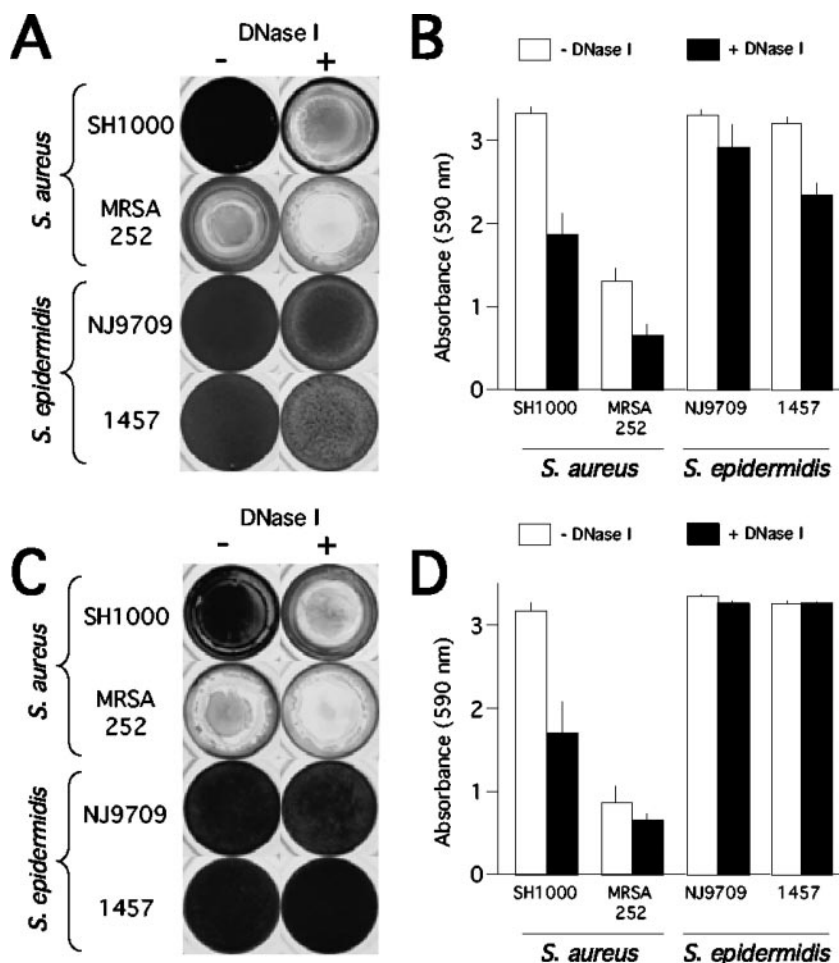 A
DNase I
- +
S. aureus
SH1000
MRSA
252
S. epidermidis
NJ9709
1457
B
- DNase I + DNase I
Absorbance (590 nm)
3
2
1
0
SH1000 MRSA 252 NJ9709 1457
S. aureus S. epidermidis
C
DNase I
- +
S. aureus
SH1000
MRSA
252
S. epidermidis
NJ9709
1457
D
- DNase I + DNase I
Absorbance (590 nm)
3
2
1
0
SH1000 MRSA 252 NJ9709 1457
S. aureus S. epidermidis